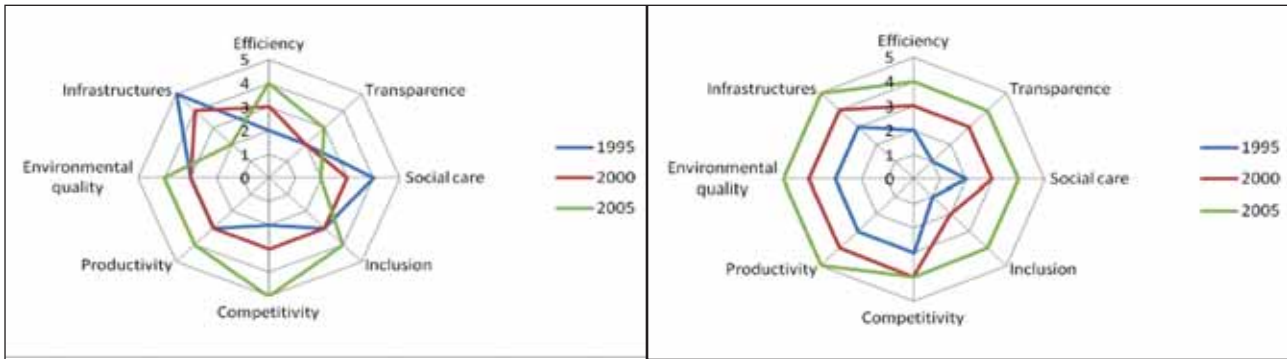 Efficiency
5
4
3
2
1
0
Infrastructures
Transparence
Environmental
quality
Social care
Productivity
Inclusion
Competitivity
1995
2000
2005
Efficiency
5
4
3
2
1
0
Infrastructures
Transparence
Environmental
quality
Social care
Productivity
Inclusion
Competitivity
1995
2000
2005